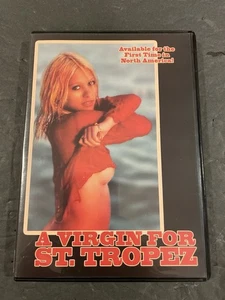 Available for the
First Time in
North America!
A VIRGIN FOR
ST. TROPEZ